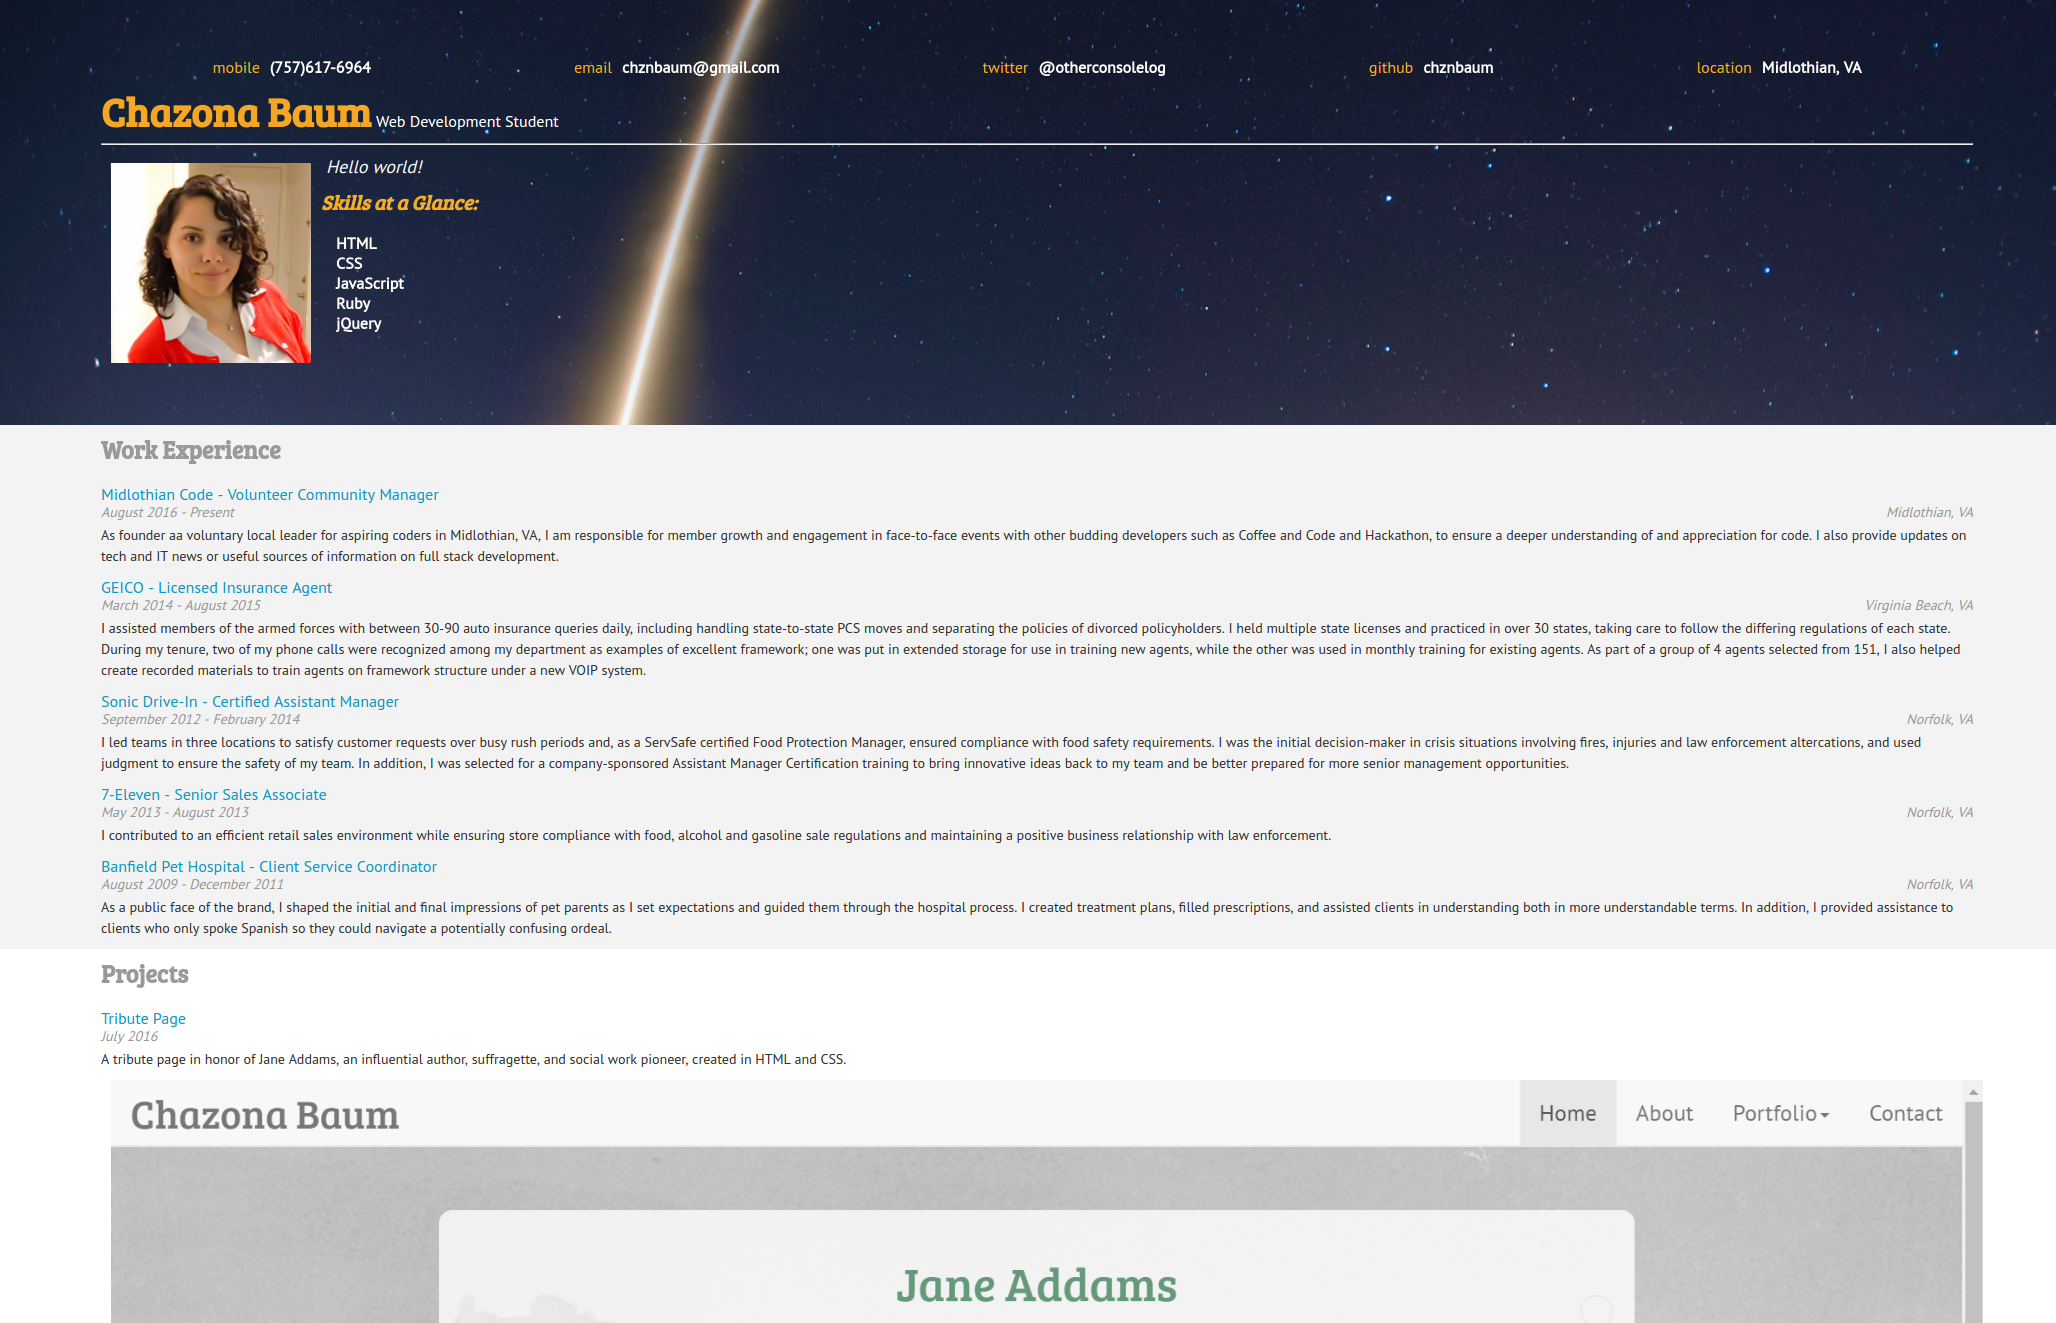 mobile (757)617-6964 email chznbaum@gmail.com twitter @otherconsolelog github chznbaum location Midlothian, VA
Chazona Baum Web Development Student
Hello world!
Skills at a Glance:
HTML
CSS
JavaScript
Ruby
jQuery
Work Experience
Midlothian Code - Volunteer Community Manager
August 2016 - Present Midlothian, VA
As founder aa voluntary local leader for aspiring coders in Midlothian, VA, I am responsible for member growth and engagement in face-to-face events with other budding developers such as Coffee and Code and Hackathon, to ensure a deeper understanding of and appreciation for code. I also provide updates on
tech and IT news or useful sources of information on full stack development.
GEICO - Licensed Insurance Agent
March 2014 - August 2015 Virginia Beach, VA
I assisted members of the armed forces with between 30-90 auto insurance queries daily, including handling state-to-state PCS moves and separating the policies of divorced policyholders. I held multiple state licenses and practiced in over 30 states, taking care to follow the differing regulations of each state.
During my tenure, two of my phone calls were recognized among my department as examples of excellent framework; one was put in extended storage for use in training new agents, while the other was used in monthly training for existing agents. As part of a group of 4 agents selected from 151, I also helped
create recorded materials to train agents on framework structure under a new VOIP system.
Sonic Drive-In - Certified Assistant Manager
September 2012 - February 2014 Norfolk, VA
I led teams in three locations to satisfy customer requests over busy rush periods and, as a ServSafe certified Food Protection Manager, ensured compliance with food safety requirements. I was the initial decision-maker in crisis situations involving fires, injuries and law enforcement altercations, and used
judgment to ensure the safety of my team. In addition, I was selected for a company-sponsored Assistant Manager Certification training to bring innovative ideas back to my team and be better prepared for more senior management opportunities.
7-Eleven - Senior Sales Associate
May 2013 - August 2013 Norfolk, VA
I contributed to an efficient retail sales environment while ensuring store compliance with food, alcohol and gasoline sale regulations and maintaining a positive business relationship with law enforcement.
Banfield Pet Hospital - Client Service Coordinator
August 2009 - December 2011 Norfolk, VA
As a public face of the brand, I shaped the initial and final impressions of pet parents as I set expectations and guided them through the hospital process. I created treatment plans, filled prescriptions, and assisted clients in understanding both in more understandable terms. In addition, I provided assistance to
clients who only spoke Spanish so they could navigate a potentially confusing ordeal.
Projects
Tribute Page
July 2016
A tribute page in honor of Jane Addams, an influential author, suffragette, and social work pioneer, created in HTML and CSS.
Chazona Baum Home About Portfolio Contact
Jane Addams